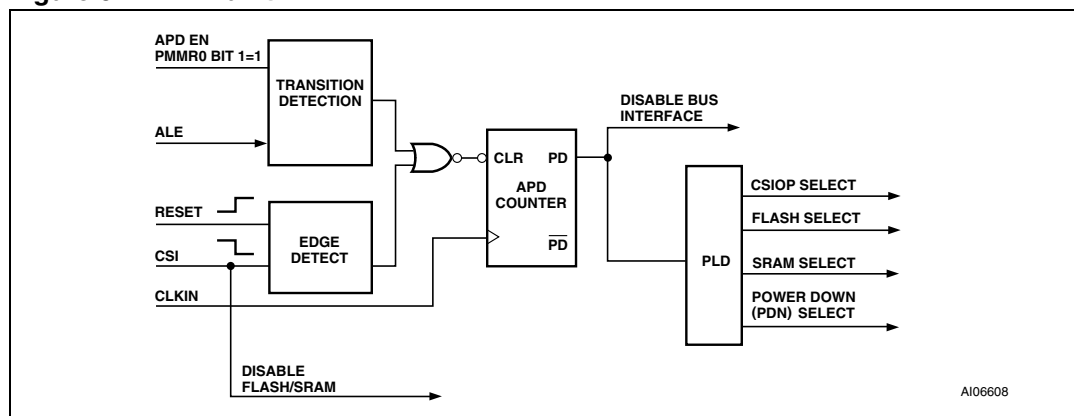 APD EN
PMMR0 BIT 1=1
TRANSITION
DETECTION
ALE
DISABLE BUS
INTERFACE
CLR PD
APD
COUNTER
PD
RESET
CSI
EDGE
DETECT
CLKIN
PLD
CSIOP SELECT
FLASH SELECT
SRAM SELECT
POWER DOWN
(PDN) SELECT
DISABLE
FLASH/SRAM
AI06608